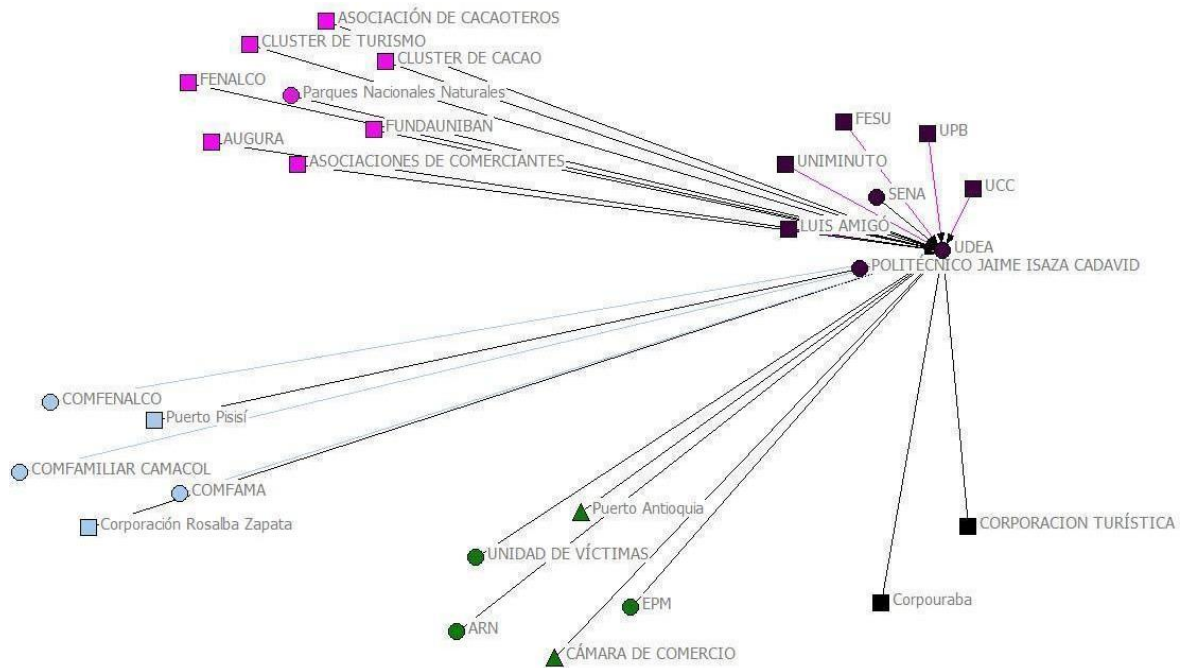 ASOCIACIÓN DE CACAOTEROS
CLUSTER DE TURISMO
CLUSTER DE CACAO
FENALCO
Parques Nacionales Naturales
FUNDAUNIBAN
AUGURA
ASOCIACIONES DE COMERCIANTES
FESU
UPB
UNIMINUTO
SENA
UCC
LUIS AMIGÓ
UDEA
POLITÉCNICO JAIME ISAZA CADAVID
COMFENALCO
Puerto Pisisí
COMFAMILIAR CAMACOL
COMFAMA
Corporación Rosalba Zapata
Puerto Antioquia
CORPORACION TURÍSTICA
UNIDAD DE VÍCTIMAS
Corpouraba
EPM
ARN
CÁMARA DE COMERCIO